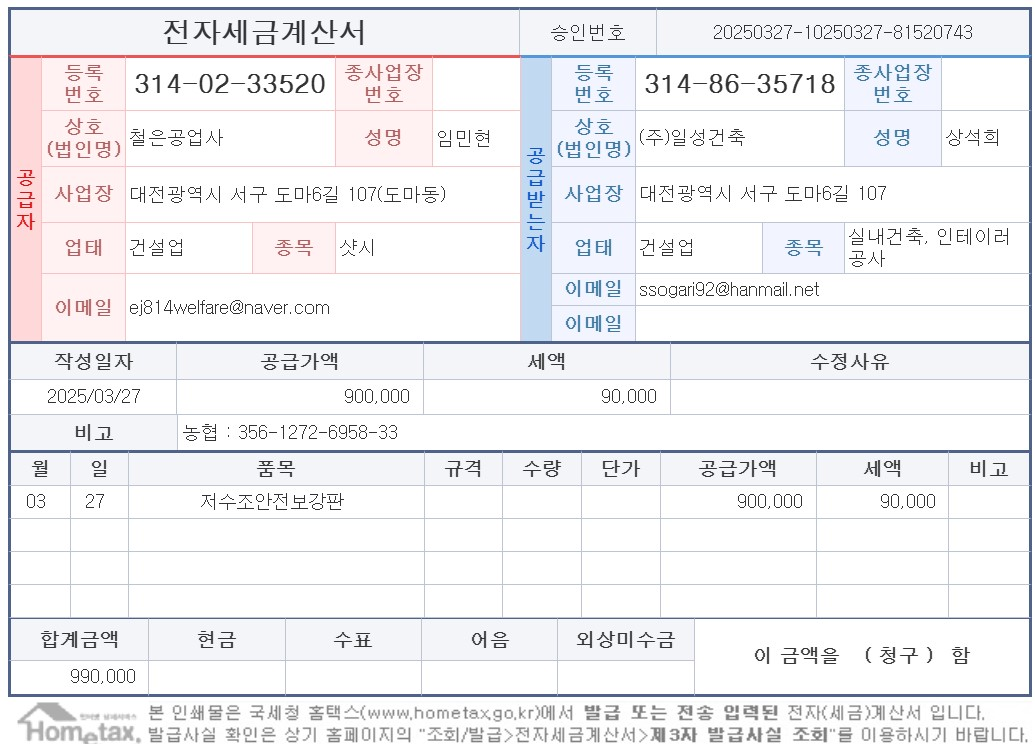 전자세금계산서 승인번호 20250327-10250327-81520743
공급자
등록번호 314-02-33520 종사업장번호
상호(법인명) 철은공업사 성명 임민현
사업장 대전광역시 서구 도마6길 107(도마동)
업태 건설업 종목 샷시
이메일 ej814welfare@naver.com
공급받는자
등록번호 314-86-35718 종사업장번호
상호(법인명) (주)일성건축 성명 상석희
사업장 대전광역시 서구 도마6길 107
업태 건설업 종목 실내건축, 인테이러공사
이메일 ssogari92@hanmail.net
이메일
작성일자 공급가액 세액 수정사유
2025/03/27 900,000 90,000
비고 농협 : 356-1272-6958-33
월 일 품목 규격 수량 단가 공급가액 세액 비고
03 27 저수조안전보강판 900,000 90,000
합계금액 현금 수표 어음 외상미수금 이 금액을 ( 청구 ) 함
990,000
Hometax.
본 인쇄물은 국세청 홈택스(www.hometax.go.kr)에서 발급 또는 전송 입력된 전자(세금)계산서 입니다.
발급사실 확인은 상기 홈페이지의 "조회/발급>전자세금계산서>제3자 발급사실 조회"를 이용하시기 바랍니다.